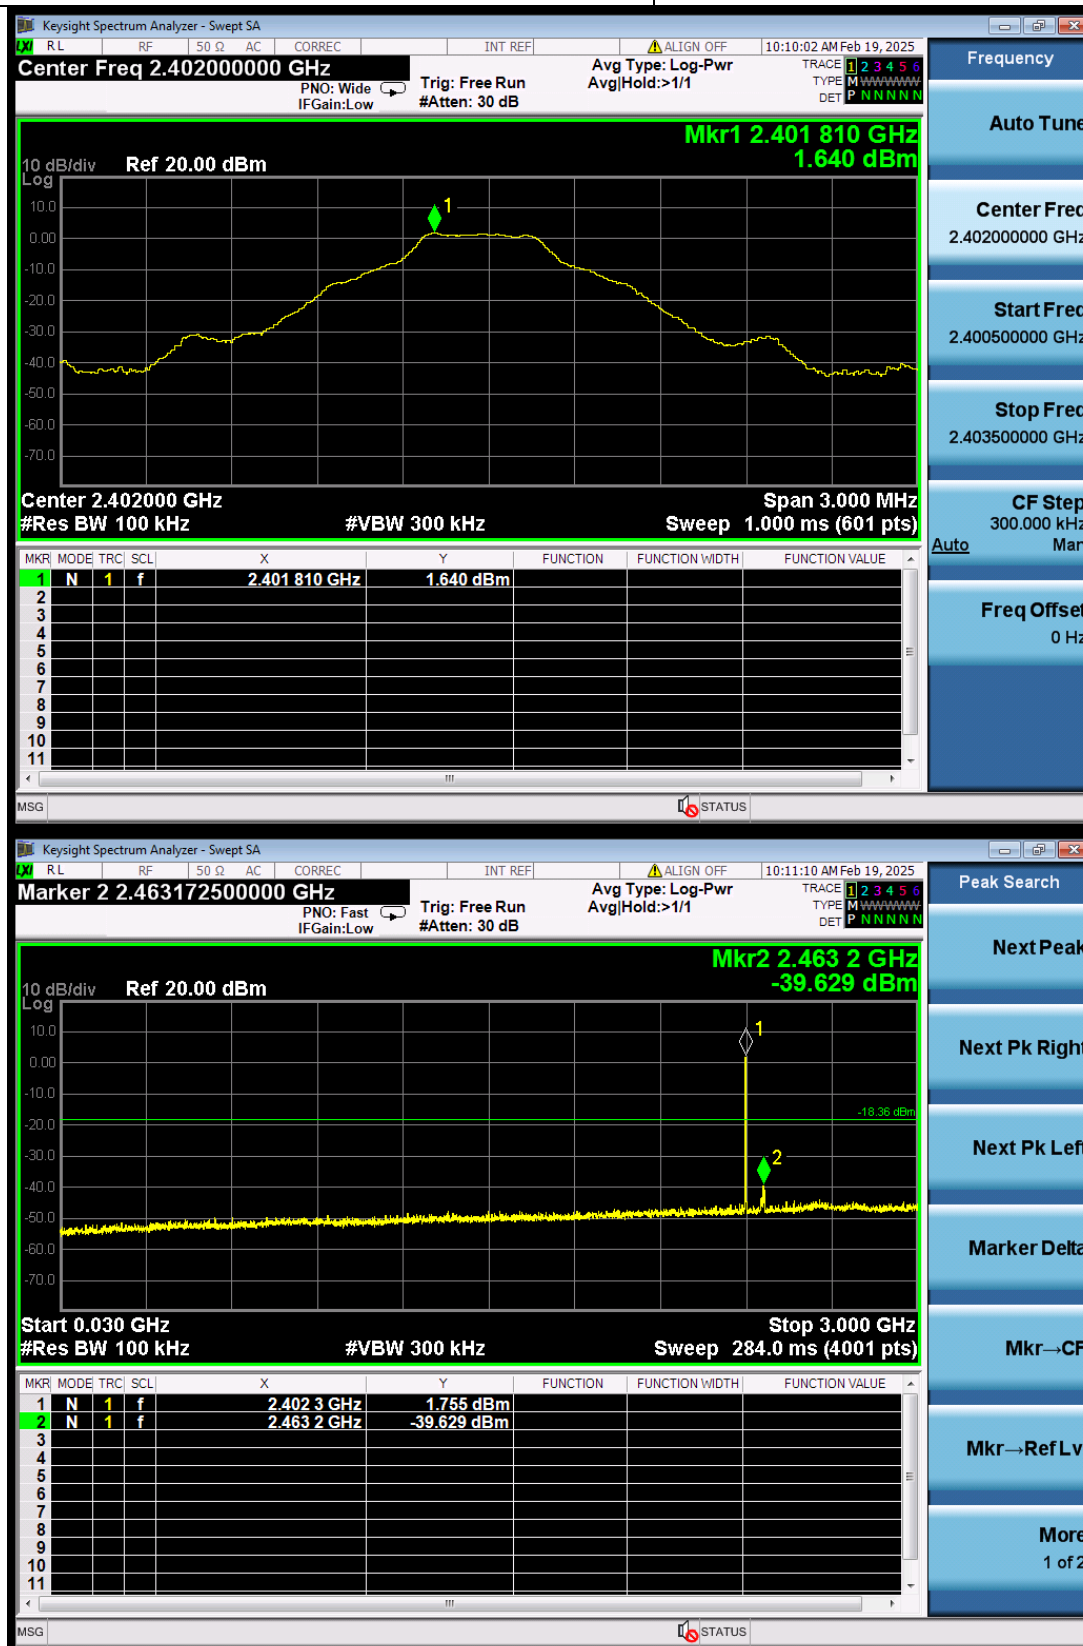 Keysight Spectrum Analyzer - Swept SA
LXI RL RF 50 Ω AC CORREC INT REF ALIGN OFF 10:10:02 AM Feb 19, 2025
Center Freq 2.402000000 GHz
PNO: Wide
IFGain:Low
Trig: Free Run
#Atten: 30 dB
Avg Type: Log-Pwr
Avg|Hold:>1/1
TRACE 1 2 3 4 5 6
TYPE M W W W W W
DET P N N N N N
Mkr1 2.401 810 GHz
1.640 dBm
10 dB/div Ref 20.00 dBm
Log
10.0
0.00
-10.0
-20.0
-30.0
-40.0
-50.0
-60.0
-70.0
1
Center 2.402000 GHz Span 3.000 MHz
#Res BW 100 kHz #VBW 300 kHz Sweep 1.000 ms (601 pts)
MKR MODE TRC SCL X Y FUNCTION FUNCTION WIDTH FUNCTION VALUE
1 N 1 f 2.401 810 GHz 1.640 dBm
2
3
4
5
6
7
8
9
10
11
MSG STATUS
Frequency
Auto Tune
Center Freq
2.402000000 GHz
Start Freq
2.400500000 GHz
Stop Freq
2.403500000 GHz
CF Step
300.000 kHz
Auto Man
Freq Offset
0 Hz
Keysight Spectrum Analyzer - Swept SA
LXI RL RF 50 Ω AC CORREC INT REF ALIGN OFF 10:11:10 AM Feb 19, 2025
Marker 2 2.463172500000 GHz
PNO: Fast
IFGain:Low
Trig: Free Run
#Atten: 30 dB
Avg Type: Log-Pwr
Avg|Hold:>1/1
TRACE 1 2 3 4 5 6
TYPE M W W W W W
DET P N N N N N
Mkr2 2.463 2 GHz
-39.629 dBm
10 dB/div Ref 20.00 dBm
Log
10.0
0.00
-10.0
-20.0
-30.0
-40.0
-50.0
-60.0
-70.0
1
-18.36 dBm
2
Start 0.030 GHz Stop 3.000 GHz
#Res BW 100 kHz #VBW 300 kHz Sweep 284.0 ms (4001 pts)
MKR MODE TRC SCL X Y FUNCTION FUNCTION WIDTH FUNCTION VALUE
1 N 1 f 2.402 3 GHz 1.755 dBm
2 N 1 f 2.463 2 GHz -39.629 dBm
3
4
5
6
7
8
9
10
11
MSG STATUS
Peak Search
Next Peak
Next Pk Right
Next Pk Left
Marker Delta
Mkr→CF
Mkr→Ref Lvl
More
1 of 2